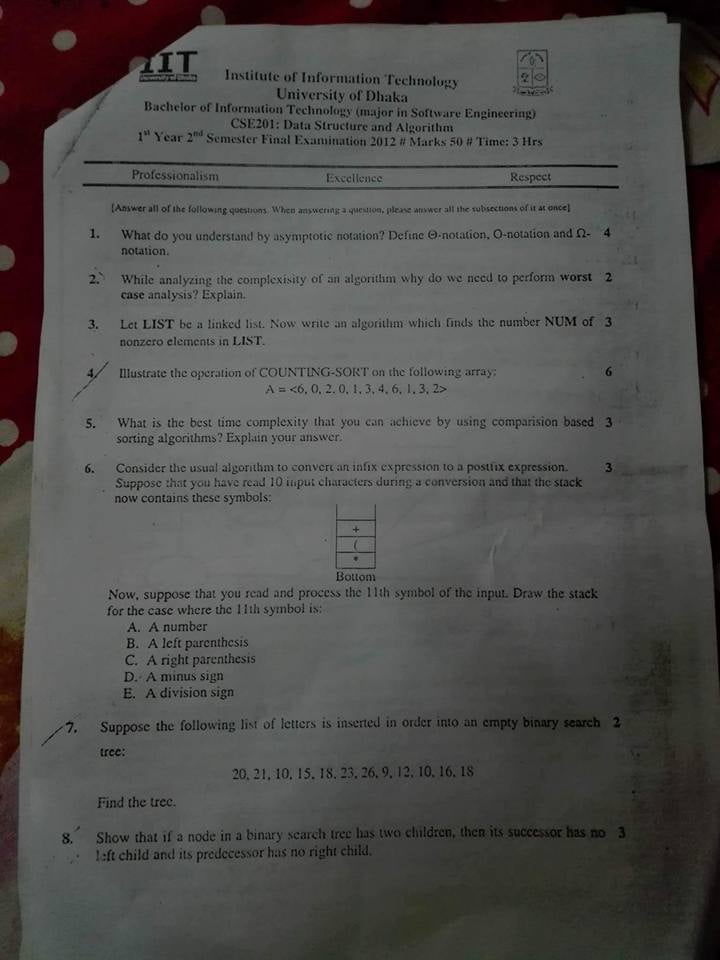 IIT
University of Dhaka
Institute of Information Technology
University of Dhaka
Bachelor of Information Technology (major in Software Engineering)
CSE201: Data Structure and Algorithm
1st Year 2nd Semester Final Examination 2012 # Marks 50 # Time: 3 Hrs
Professionalism Excellence Respect
[Answer all of the following questions. When answering a question, please answer all the subsections of it at once]
1. What do you understand by asymptotic notation? Define Θ-notation, O-notation and Ω- 4
notation.
2. While analyzing the complexisity of an algorithm why do we need to perform worst 2
case analysis? Explain.
3. Let LIST be a linked list. Now write an algorithm which finds the number NUM of 3
nonzero elements in LIST.
4. Illustrate the operation of COUNTING-SORT on the following array: 6
A = <6, 0, 2, 0, 1, 3, 4, 6, 1, 3, 2>
5. What is the best time complexity that you can achieve by using comparision based 3
sorting algorithms? Explain your answer.
6. Consider the usual algorithm to convert an infix expression to a postfix expression. 3
Suppose that you have read 10 input characters during a conversion and that the stack
now contains these symbols:
+
(
*
Bottom
Now, suppose that you read and process the 11th symbol of the input. Draw the stack
for the case where the 11th symbol is:
A. A number
B. A left parenthesis
C. A right parenthesis
D. A minus sign
E. A division sign
7. Suppose the following list of letters is inserted in order into an empty binary search 2
tree:
20, 21, 10, 15, 18, 23, 26, 9, 12, 10, 16, 18
Find the tree.
8. Show that if a node in a binary search tree has two children, then its successor has no 3
left child and its predecessor has no right child.